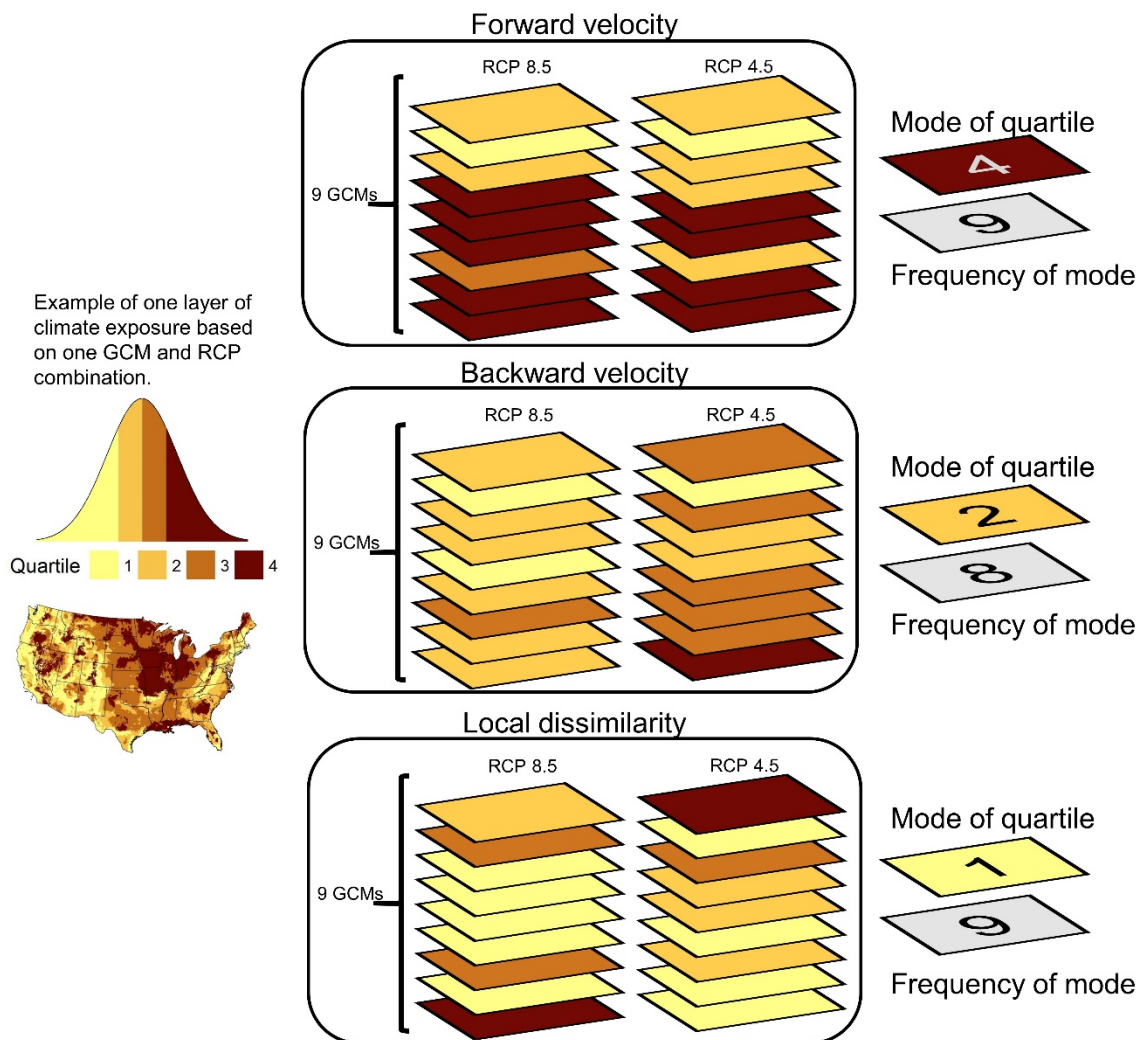 Forward velocity
RCP 8.5
RCP 4.5
9 GCMs
Mode of quartile
4
9
Frequency of mode
Example of one layer of
climate exposure based
on one GCM and RCP
combination.
Quartile 1 2 3 4
Backward velocity
RCP 8.5
RCP 4.5
9 GCMs
Mode of quartile
2
8
Frequency of mode
Local dissimilarity
RCP 8.5
RCP 4.5
9 GCMs
Mode of quartile
1
9
Frequency of mode